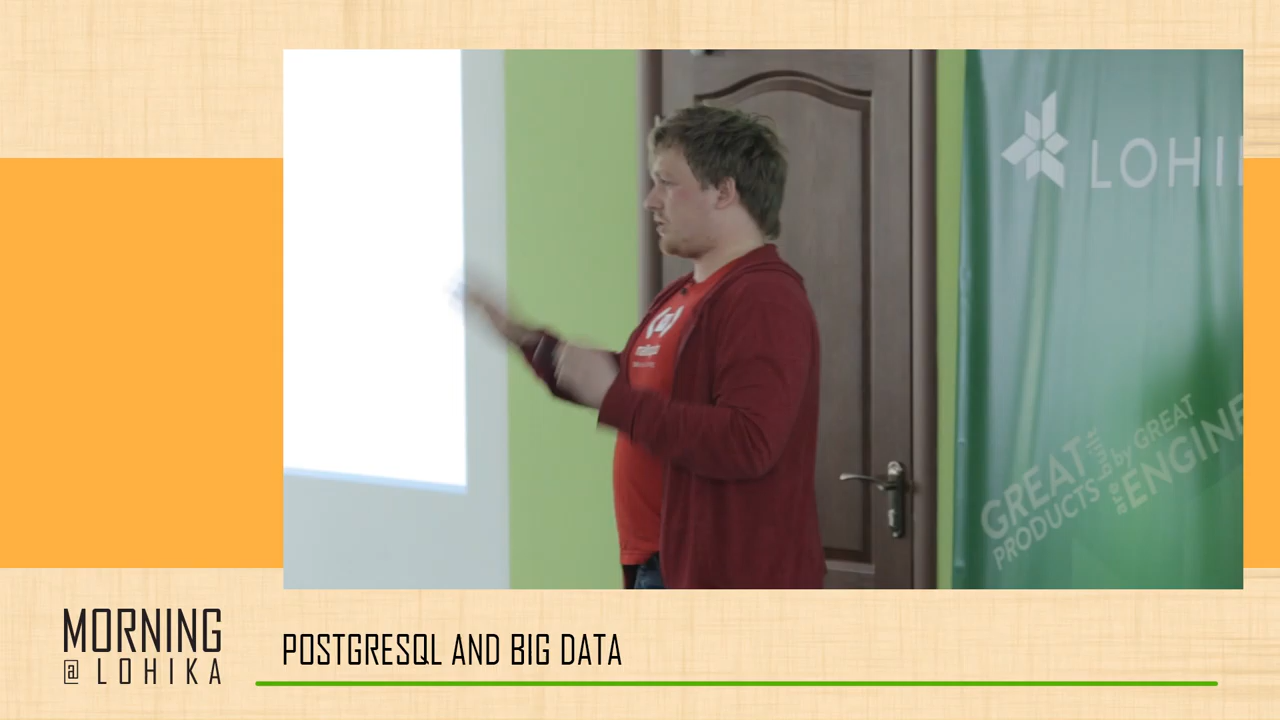 LOHI
GREAT
PRODUCTS
are built
by GREAT
ENGINE
MORNING
@ LOHIKA
POSTGRESQL AND BIG DATA